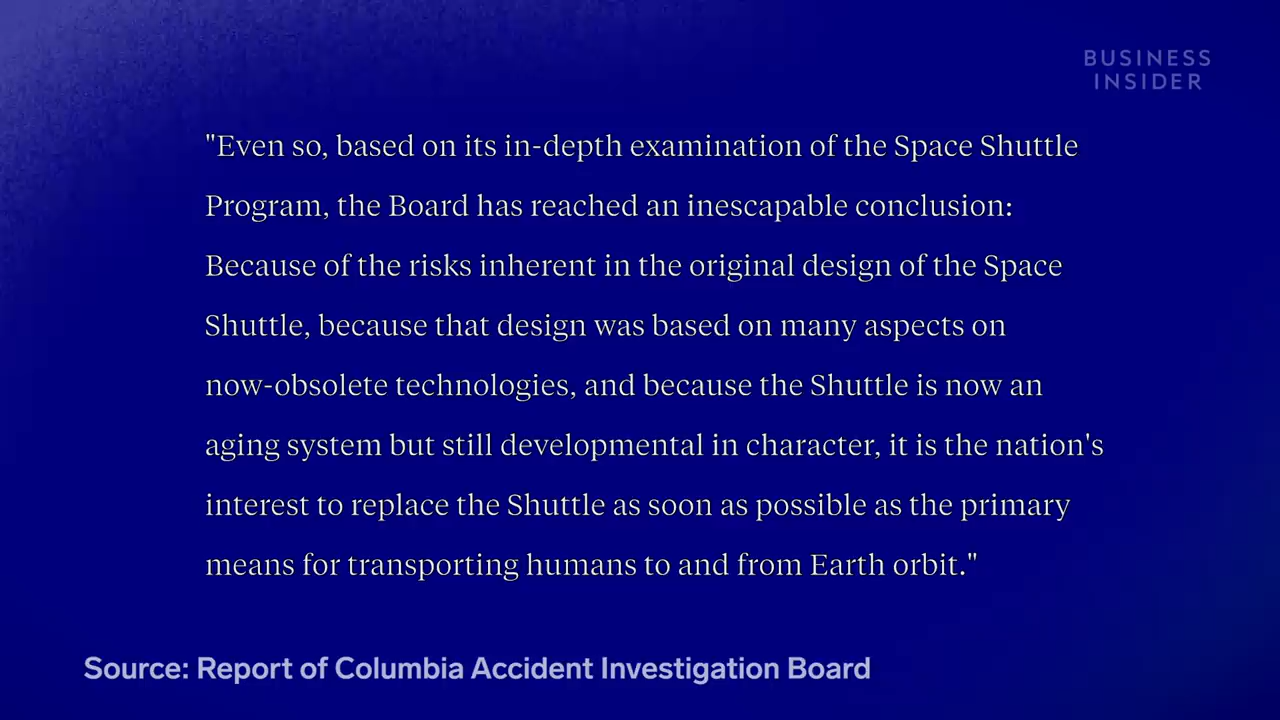 BUSINESS
INSIDER
"Even so, based on its in-depth examination of the Space Shuttle
Program, the Board has reached an inescapable conclusion:
Because of the risks inherent in the original design of the Space
Shuttle, because that design was based on many aspects on
now-obsolete technologies, and because the Shuttle is now an
aging system but still developmental in character, it is the nation's
interest to replace the Shuttle as soon as possible as the primary
means for transporting humans to and from Earth orbit."
Source: Report of Columbia Accident Investigation Board